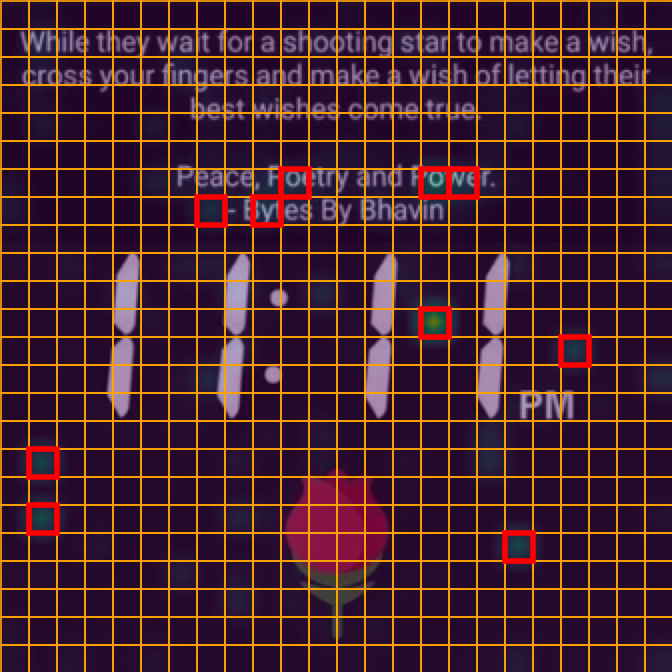 While they wait for a shooting star to make a wish,
cross your fingers and make a wish of letting their
best wishes come true.
Peace, Poetry and Power.
- Bytes By Bhavin
11:11 PM